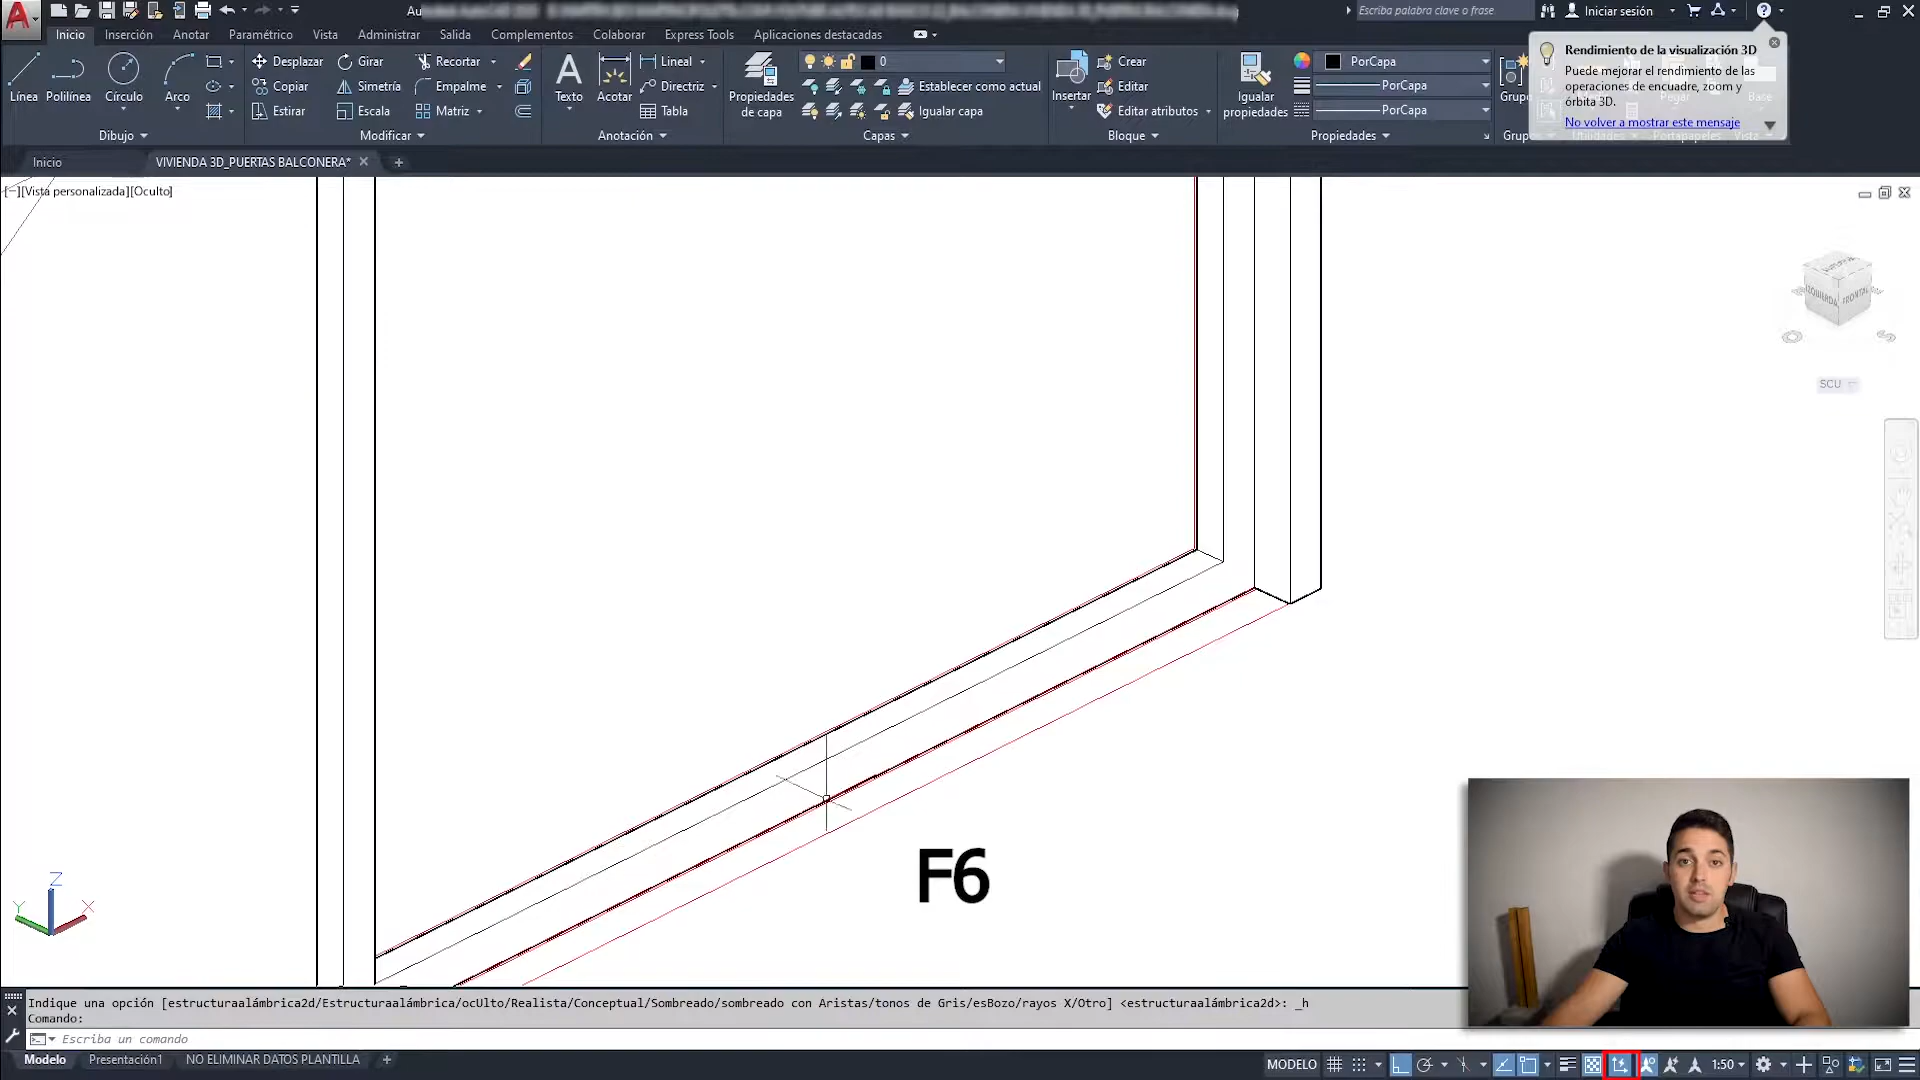 Au
Escriba palabra clave o frase.
Iniciar sesión
Inicio
Inserción
Anotar
Paramétrico
Vista
Administrar
Salida
Complementos
Colaborar
Express Tools
Aplicaciones destacadas
Línea
Polilínea
Círculo
Arco
Dibujo
Desplazar
Girar
Recortar
Copiar
Simetría
Empalme
Estirar
Escala
Matriz
Modificar
Texto
Acotar
Lineal
Directriz
Tabla
Anotación
Propiedades
de capa
0
Establecer como actual
Igualar capa
Capas
Insertar
Crear
Editar
Editar atributos
Bloque
Igualar
propiedades
PorCapa
PorCapa
PorCapa
Propiedades
Grupo
Rendimiento de la visualización 3D
Puede mejorar el rendimiento de las
operaciones de encuadre, zoom y
órbita 3D.
No volver a mostrar este mensaje
Inicio
VIVIENDA 3D_PUERTAS BALCONERA*
[−][Vista personalizada][Oculto]
IZQUIERDA
FRONTAL
O
S
SCU
F6
Z
Y
X
Indique una opción [estructuraalámbrica2d/Estructuraalámbrica/ocUlto/Realista/Conceptual/Sombreado/sombreado con Aristas/tonos de Gris/esBozo/rayos X/Otro] <estructuraalámbrica2d>: _h
Comando:
Escriba un comando
Modelo
Presentación1
NO ELIMINAR DATOS PLANTILLA
MODELO
1:50